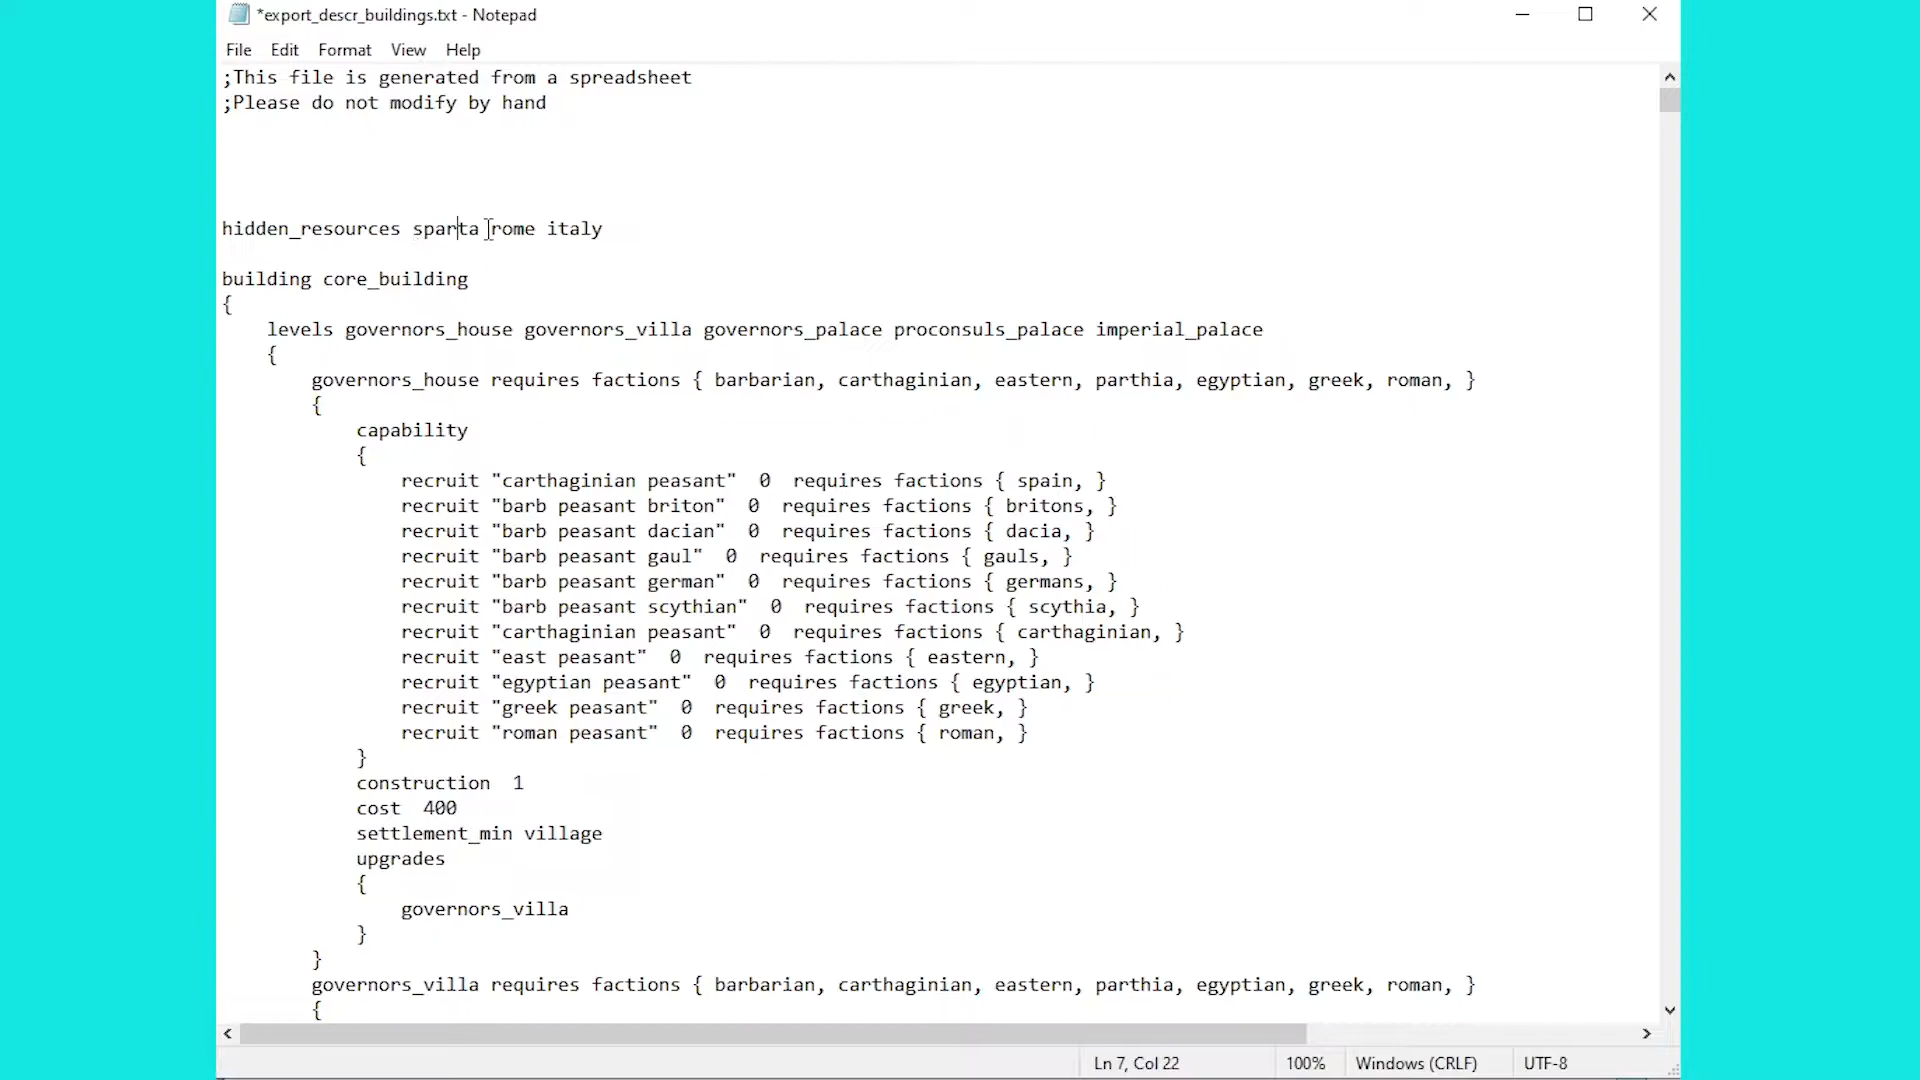 *export_descr_buildings.txt - Notepad
File Edit Format View Help
;This file is generated from a spreadsheet
;Please do not modify by hand
hidden_resources sparta rome italy
building core_building
{
levels governors_house governors_villa governors_palace proconsuls_palace imperial_palace
{
governors_house requires factions { barbarian, carthaginian, eastern, parthia, egyptian, greek, roman, }
{
capability
{
recruit "carthaginian peasant" 0 requires factions { spain, }
recruit "barb peasant briton" 0 requires factions { britons, }
recruit "barb peasant dacian" 0 requires factions { dacia, }
recruit "barb peasant gaul" 0 requires factions { gauls, }
recruit "barb peasant german" 0 requires factions { germans, }
recruit "barb peasant scythian" 0 requires factions { scythia, }
recruit "carthaginian peasant" 0 requires factions { carthaginian, }
recruit "east peasant" 0 requires factions { eastern, }
recruit "egyptian peasant" 0 requires factions { egyptian, }
recruit "greek peasant" 0 requires factions { greek, }
recruit "roman peasant" 0 requires factions { roman, }
}
construction 1
cost 400
settlement_min village
upgrades
{
governors_villa
}
}
governors_villa requires factions { barbarian, carthaginian, eastern, parthia, egyptian, greek, roman, }
{
Ln 7, Col 22 100% Windows (CRLF) UTF-8